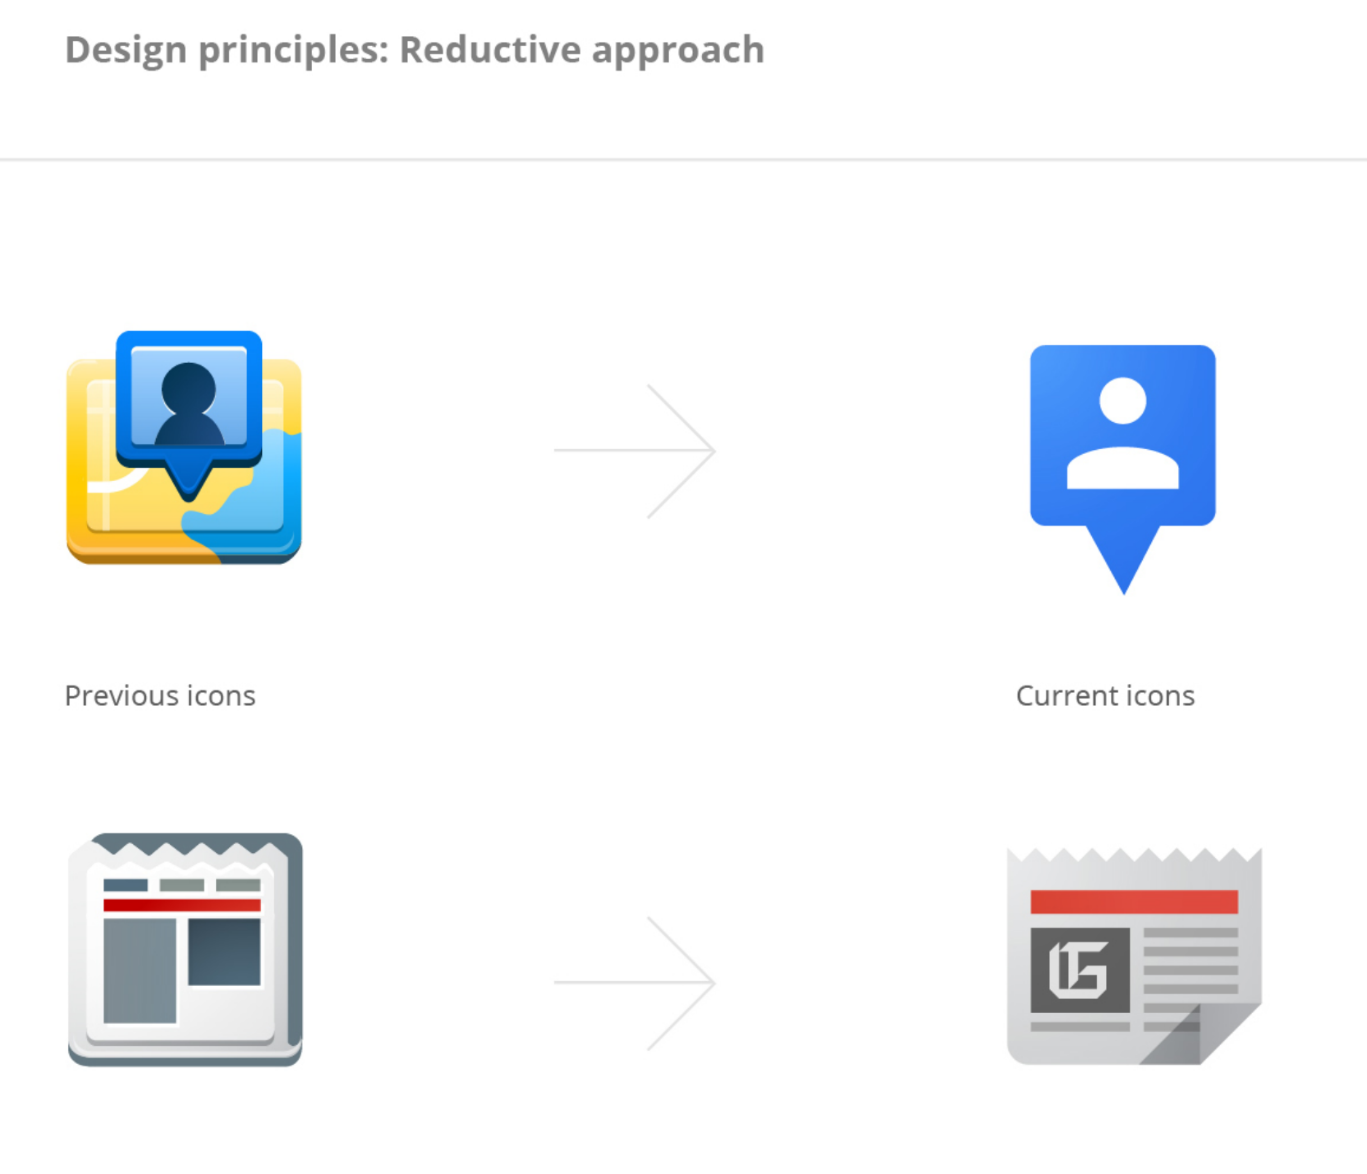 Design principles: Reductive approach
Previous icons
Current icons
G